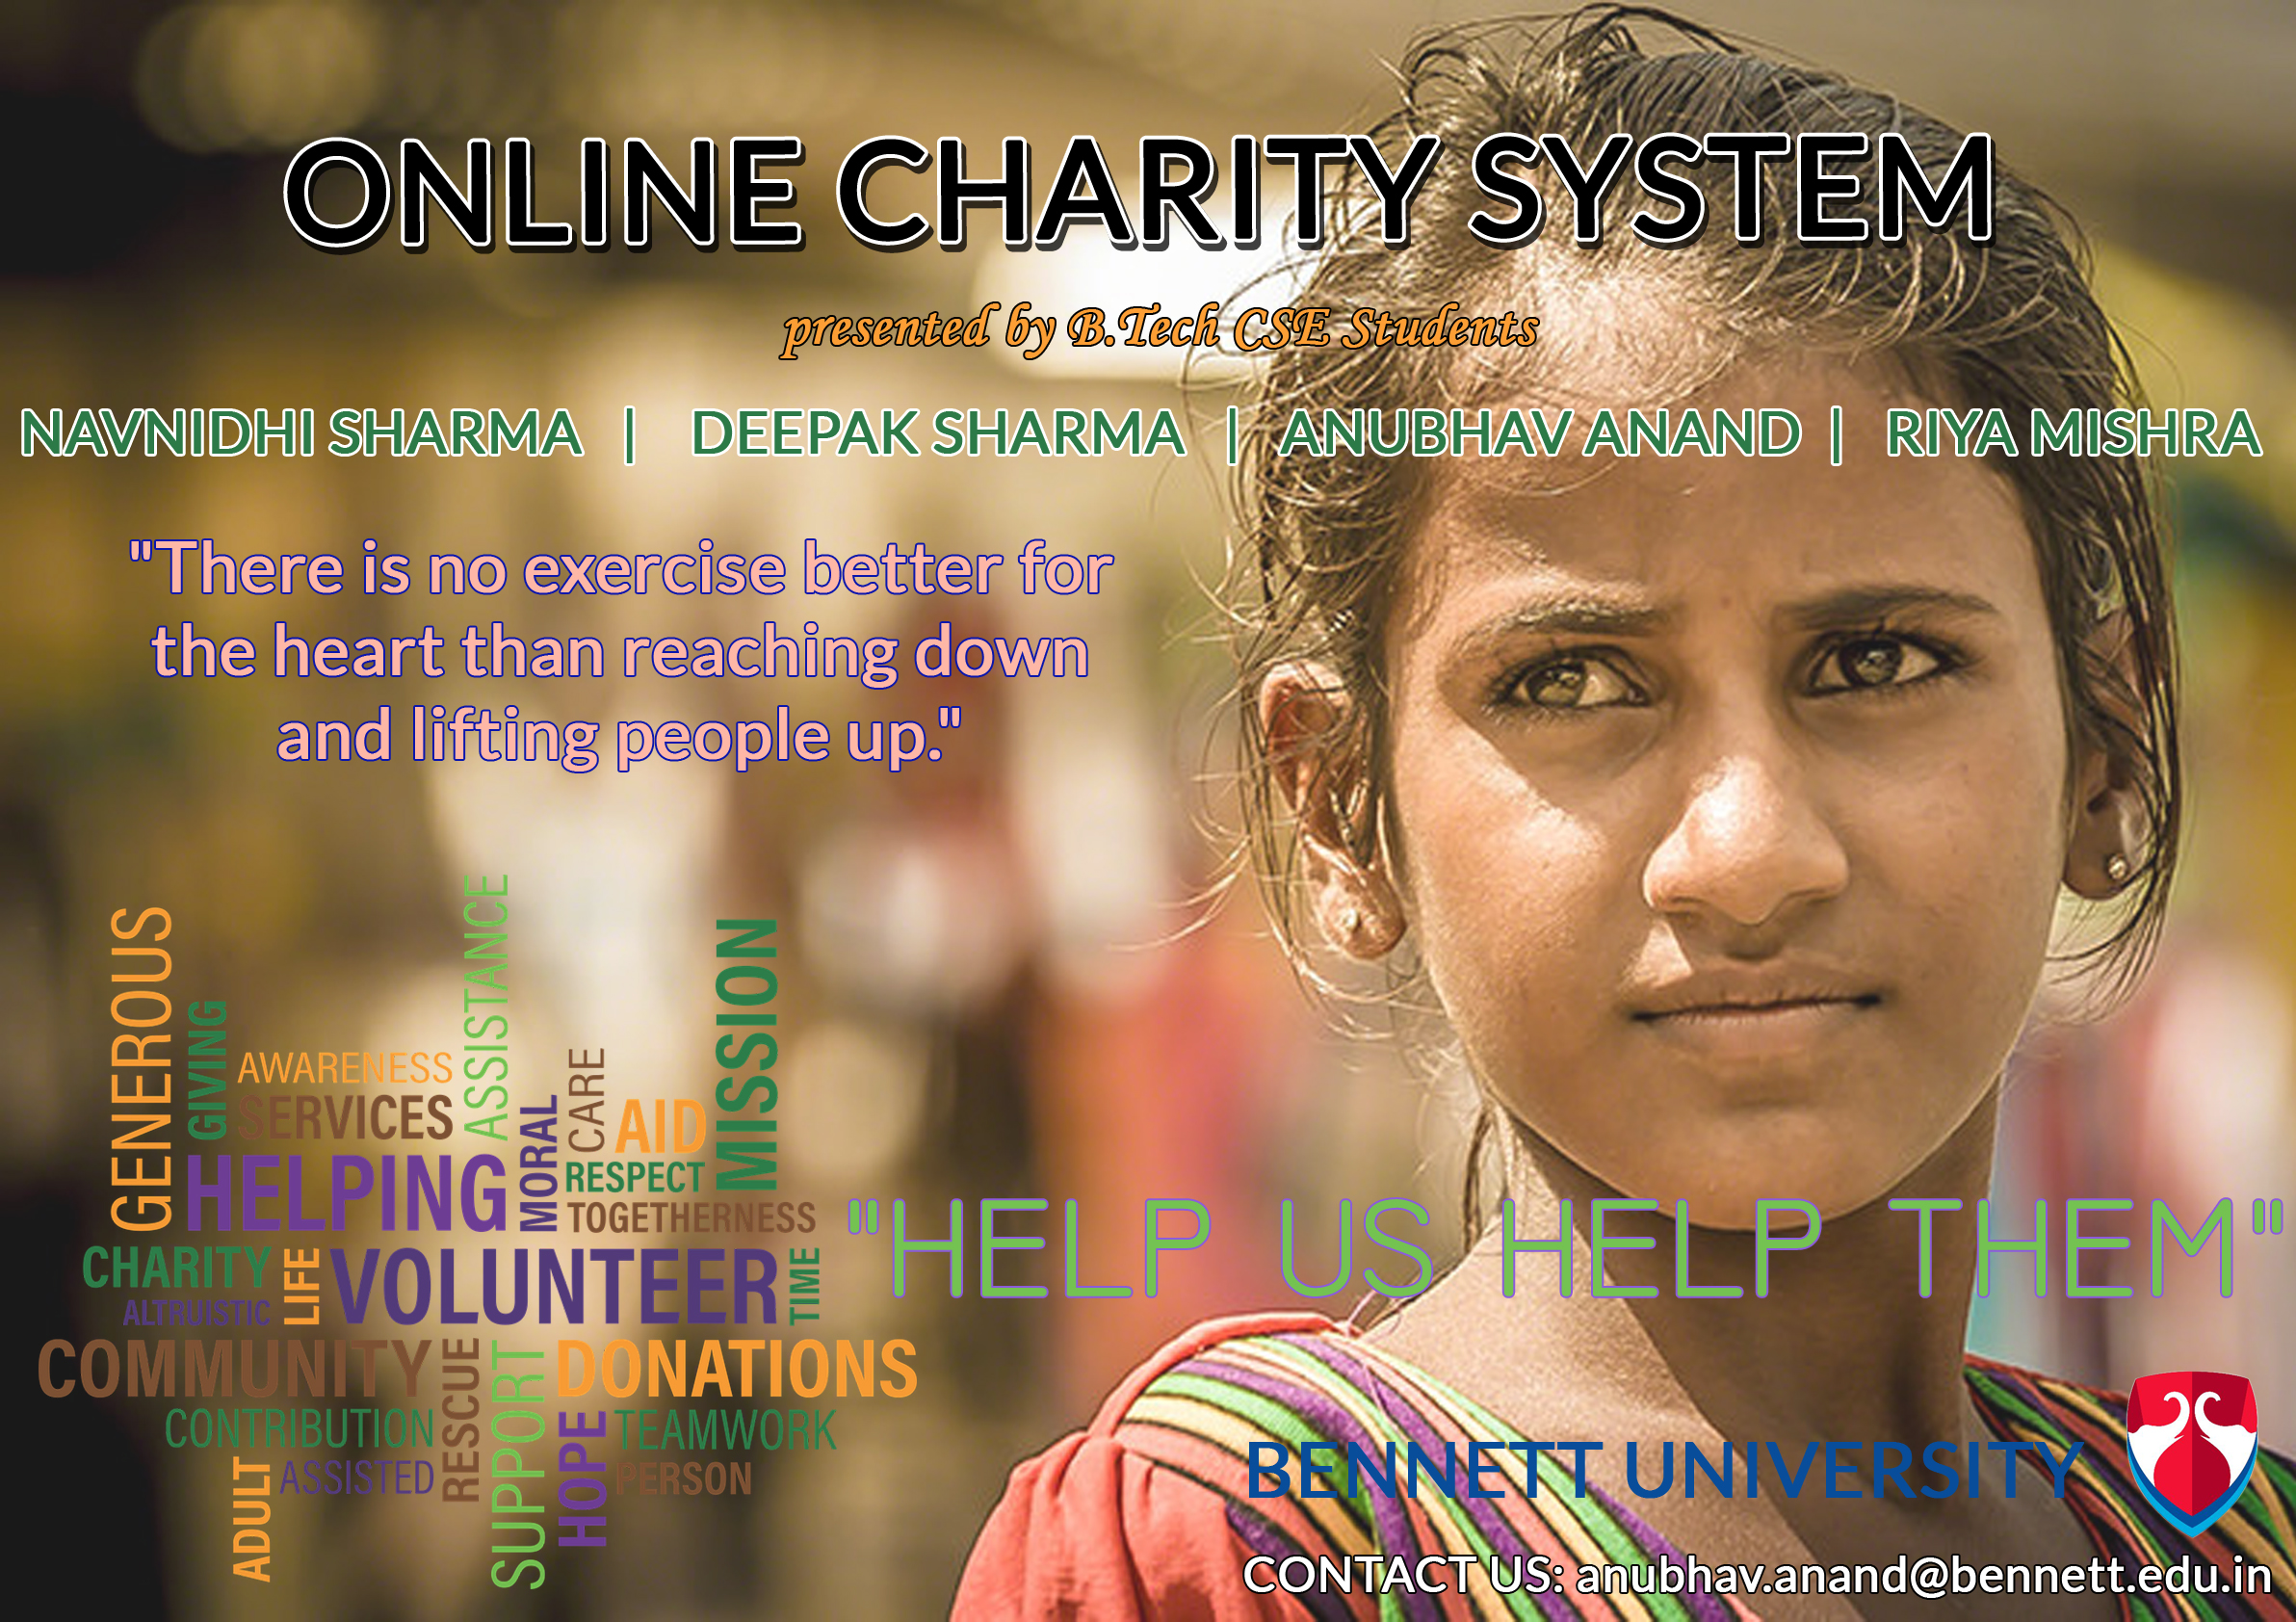 ONLINE CHARITY SYSTEM
presented by B.Tech CSE Students
NAVNIDHI SHARMA | DEEPAK SHARMA | ANUBHAV ANAND | RIYA MISHRA
"There is no exercise better for
the heart than reaching down
and lifting people up."
GENEROUS
GIVING
AWARENESS
SERVICES
ASSISTANCE
HELPING
MORAL
CARE
AID
MISSION
RESPECT
TOGETHERNESS
CHARITY
ALTRUISTIC
LIFE
VOLUNTEER
TIME
COMMUNITY
RESCUE
SUPPORT
DONATIONS
CONTRIBUTION
HOPE
TEAMWORK
ADULT
ASSISTED
PERSON
"HELP US HELP THEM"
BENNETT UNIVERSITY
CONTACT US: anubhav.anand@bennett.edu.in